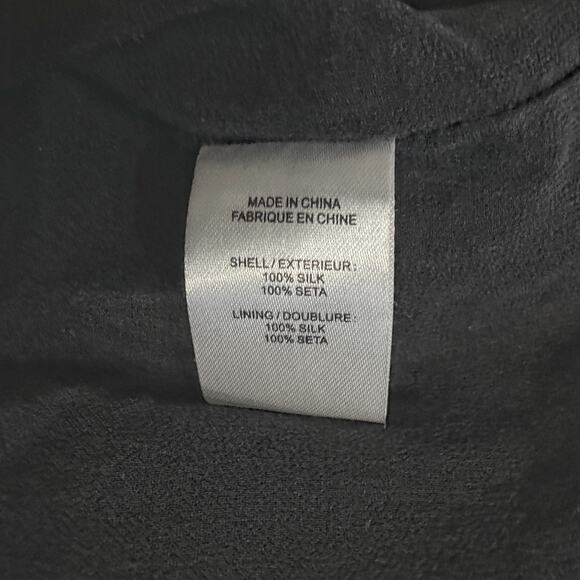 MADE IN CHINA
FABRIQUE EN CHINE
SHELL / EXTERIEUR :
100% SILK
100% SETA
LINING / DOUBLURE :
100% SILK
100% SETA